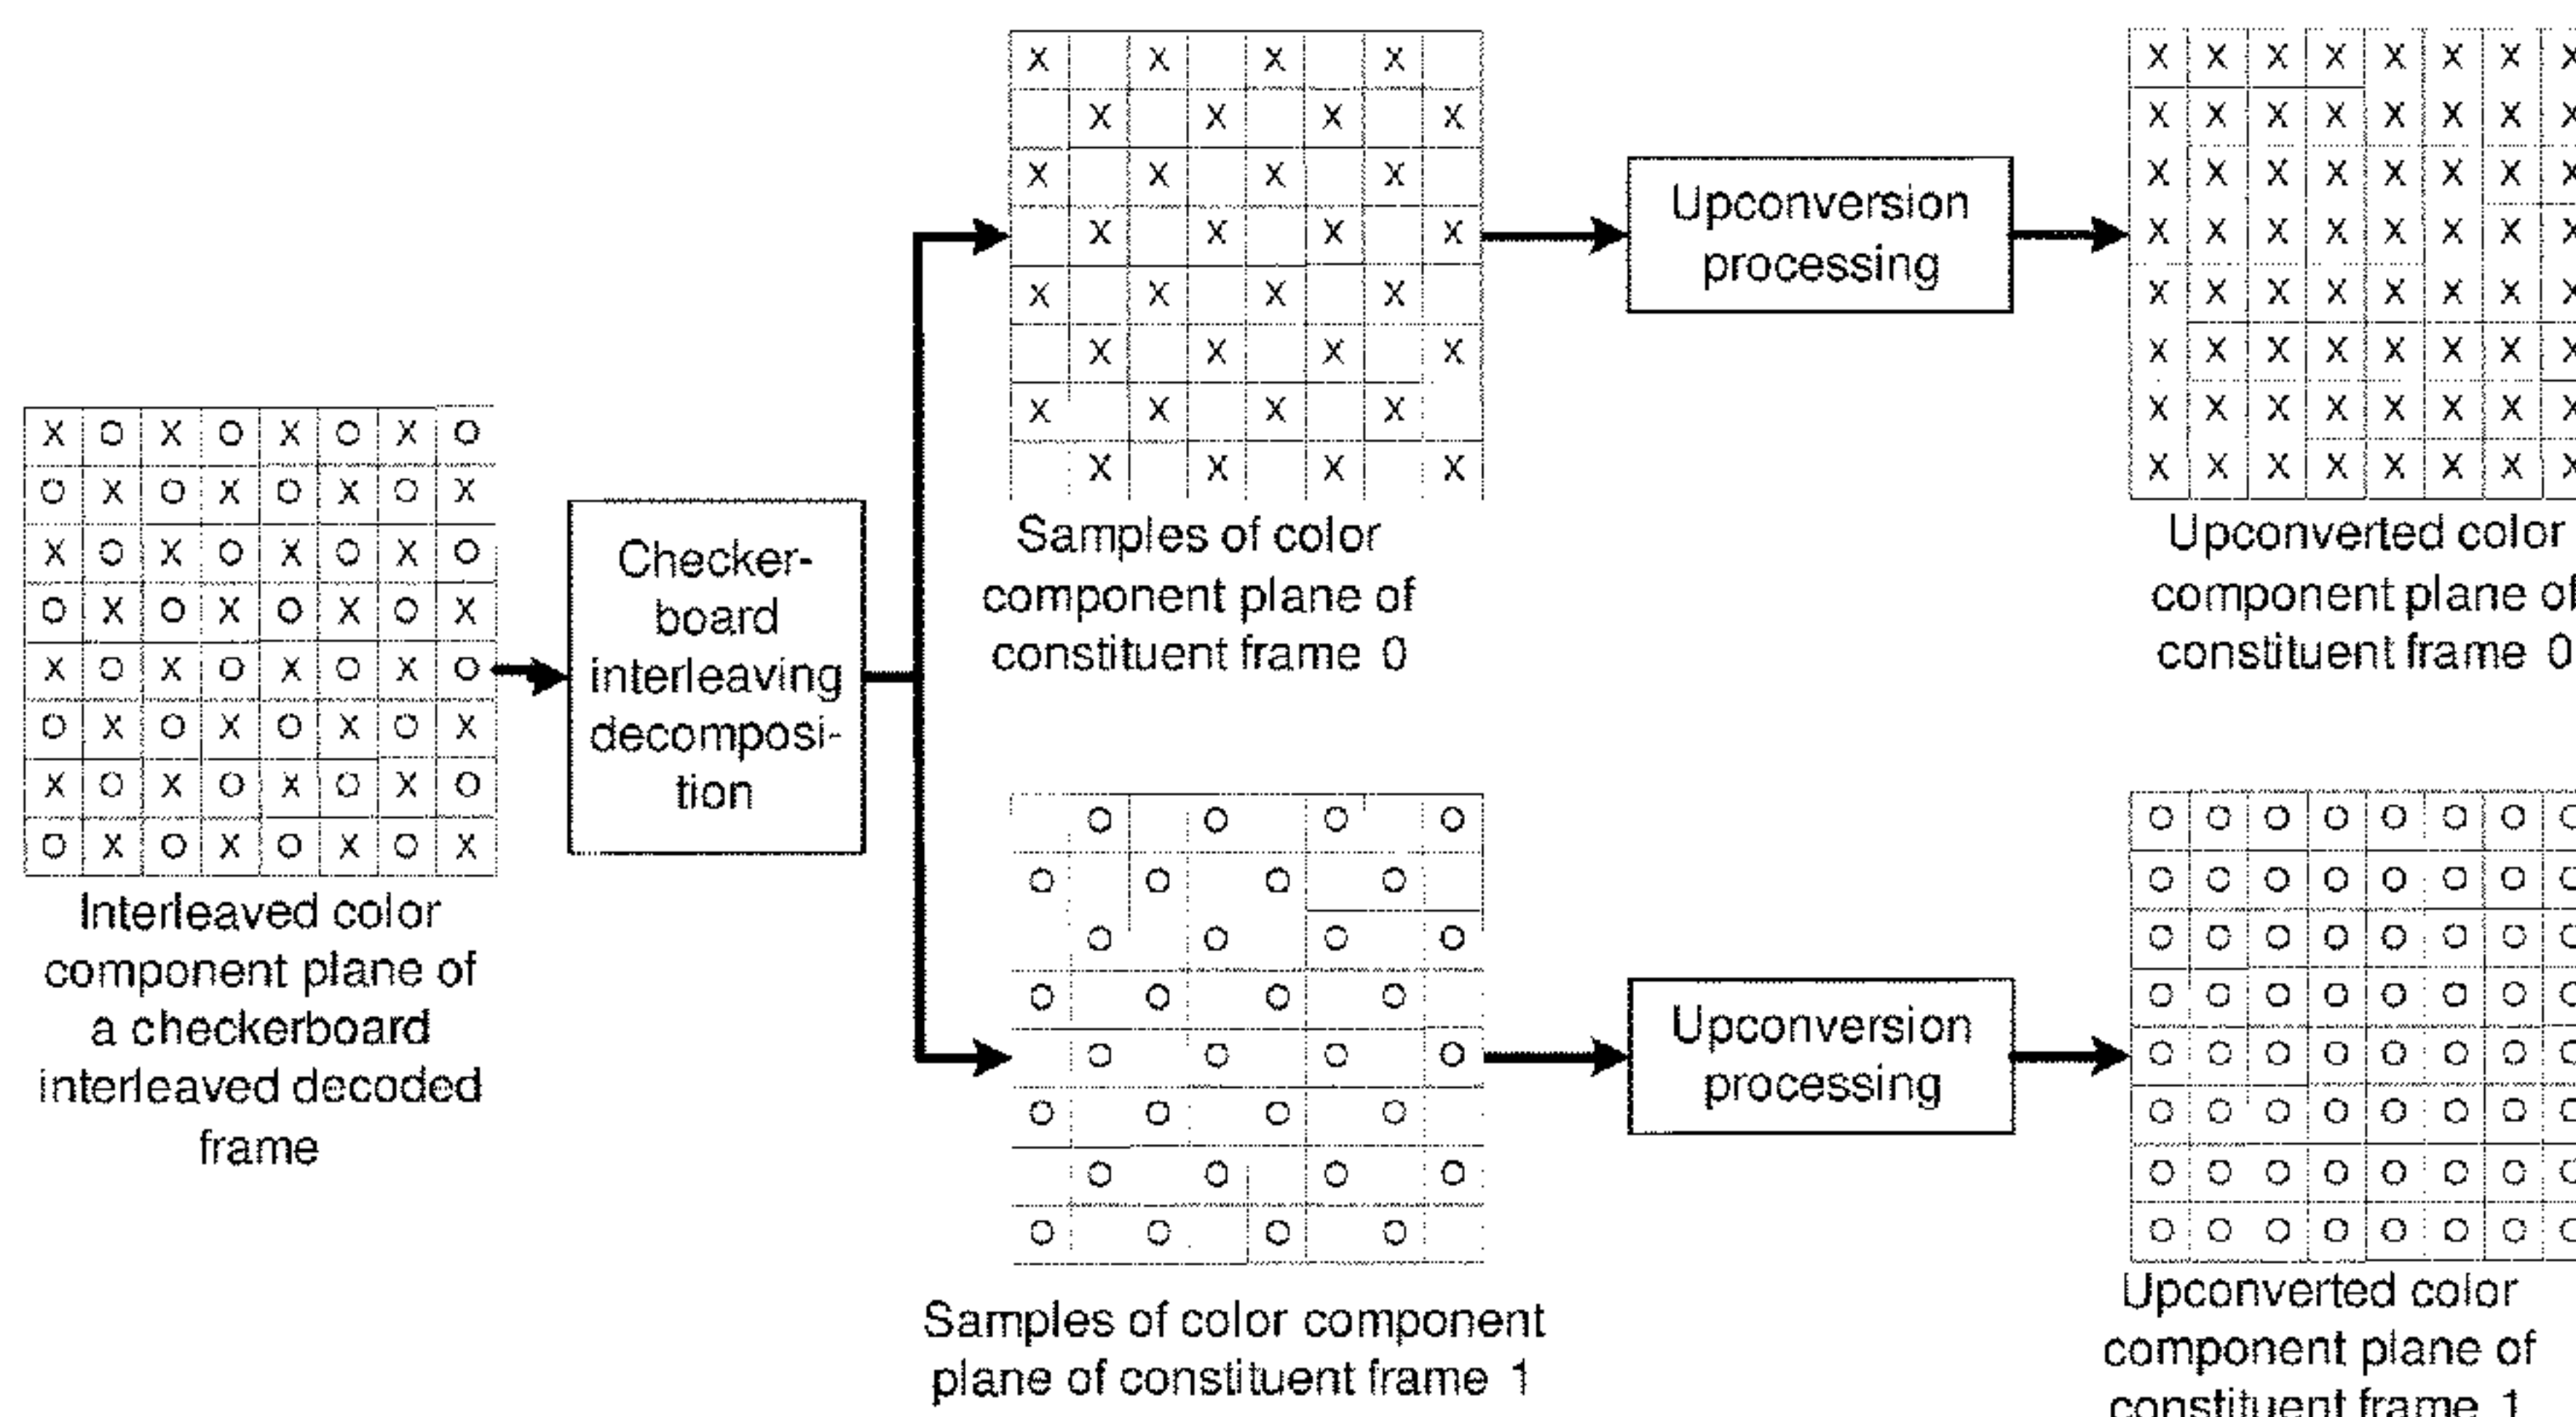 X X X X
X X X X
X X X X
X X X X
X X X X
X X X X
X X X X
X X X X
Samples of color
component plane of
constituent frame 0
Upconversion
processing
X X X X X X X X
X X X X X X X X
X X X X X X X X
X X X X X X X X
X X X X X X X X
X X X X X X X X
X X X X X X X X
X X X X X X X X
Upconverted color
component plane of
constituent frame 0
X O X O X O X O
O X O X O X O X
X O X O X O X O
O X O X O X O X
X O X O X O X O
O X O X O X O X
X O X O X O X O
O X O X O X O X
Interleaved color
component plane of
a checkerboard
interleaved decoded
frame
Checker-
board
interleaving
decomposi-
tion
O O O O
O O O O
O O O O
O O O O
O O O O
O O O O
O O O O
O O O O
Samples of color component
plane of constituent frame 1
Upconversion
processing
O O O O O O O O
O O O O O O O O
O O O O O O O O
O O O O O O O O
O O O O O O O O
O O O O O O O O
O O O O O O O O
O O O O O O O O
Upconverted color
component plane of
constituent frame 1